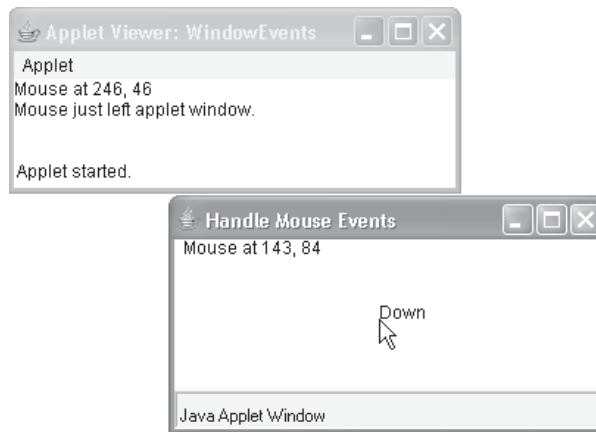 Applet Viewer: WindowEvents
Applet
Mouse at 246, 46
Mouse just left applet window.
Applet started.
Handle Mouse Events
Mouse at 143, 84
Down
Java Applet Window